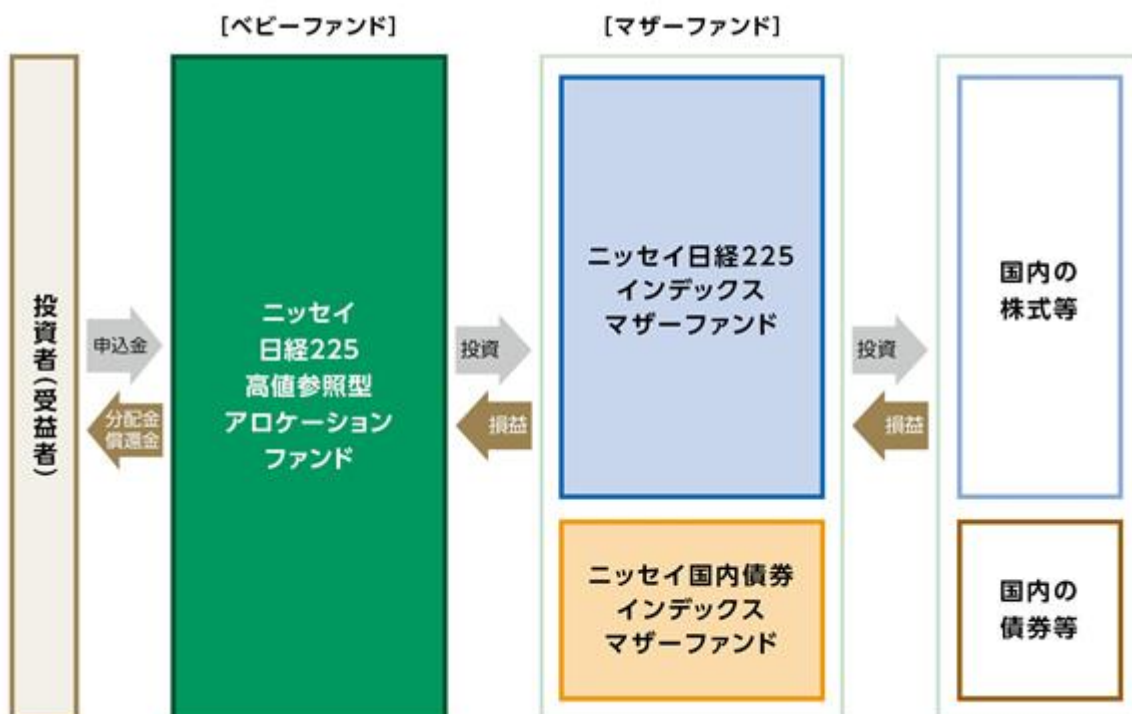 [ベビーファンド]
[マザーファンド]
投資者(受益者)
申込金
分配金
償還金
ニッセイ
日経225
高値参照型
アロケーション
ファンド
投資
損益
ニッセイ日経225
インデックス
マザーファンド
ニッセイ国内債券
インデックス
マザーファンド
投資
損益
国内の
株式等
国内の
債券等